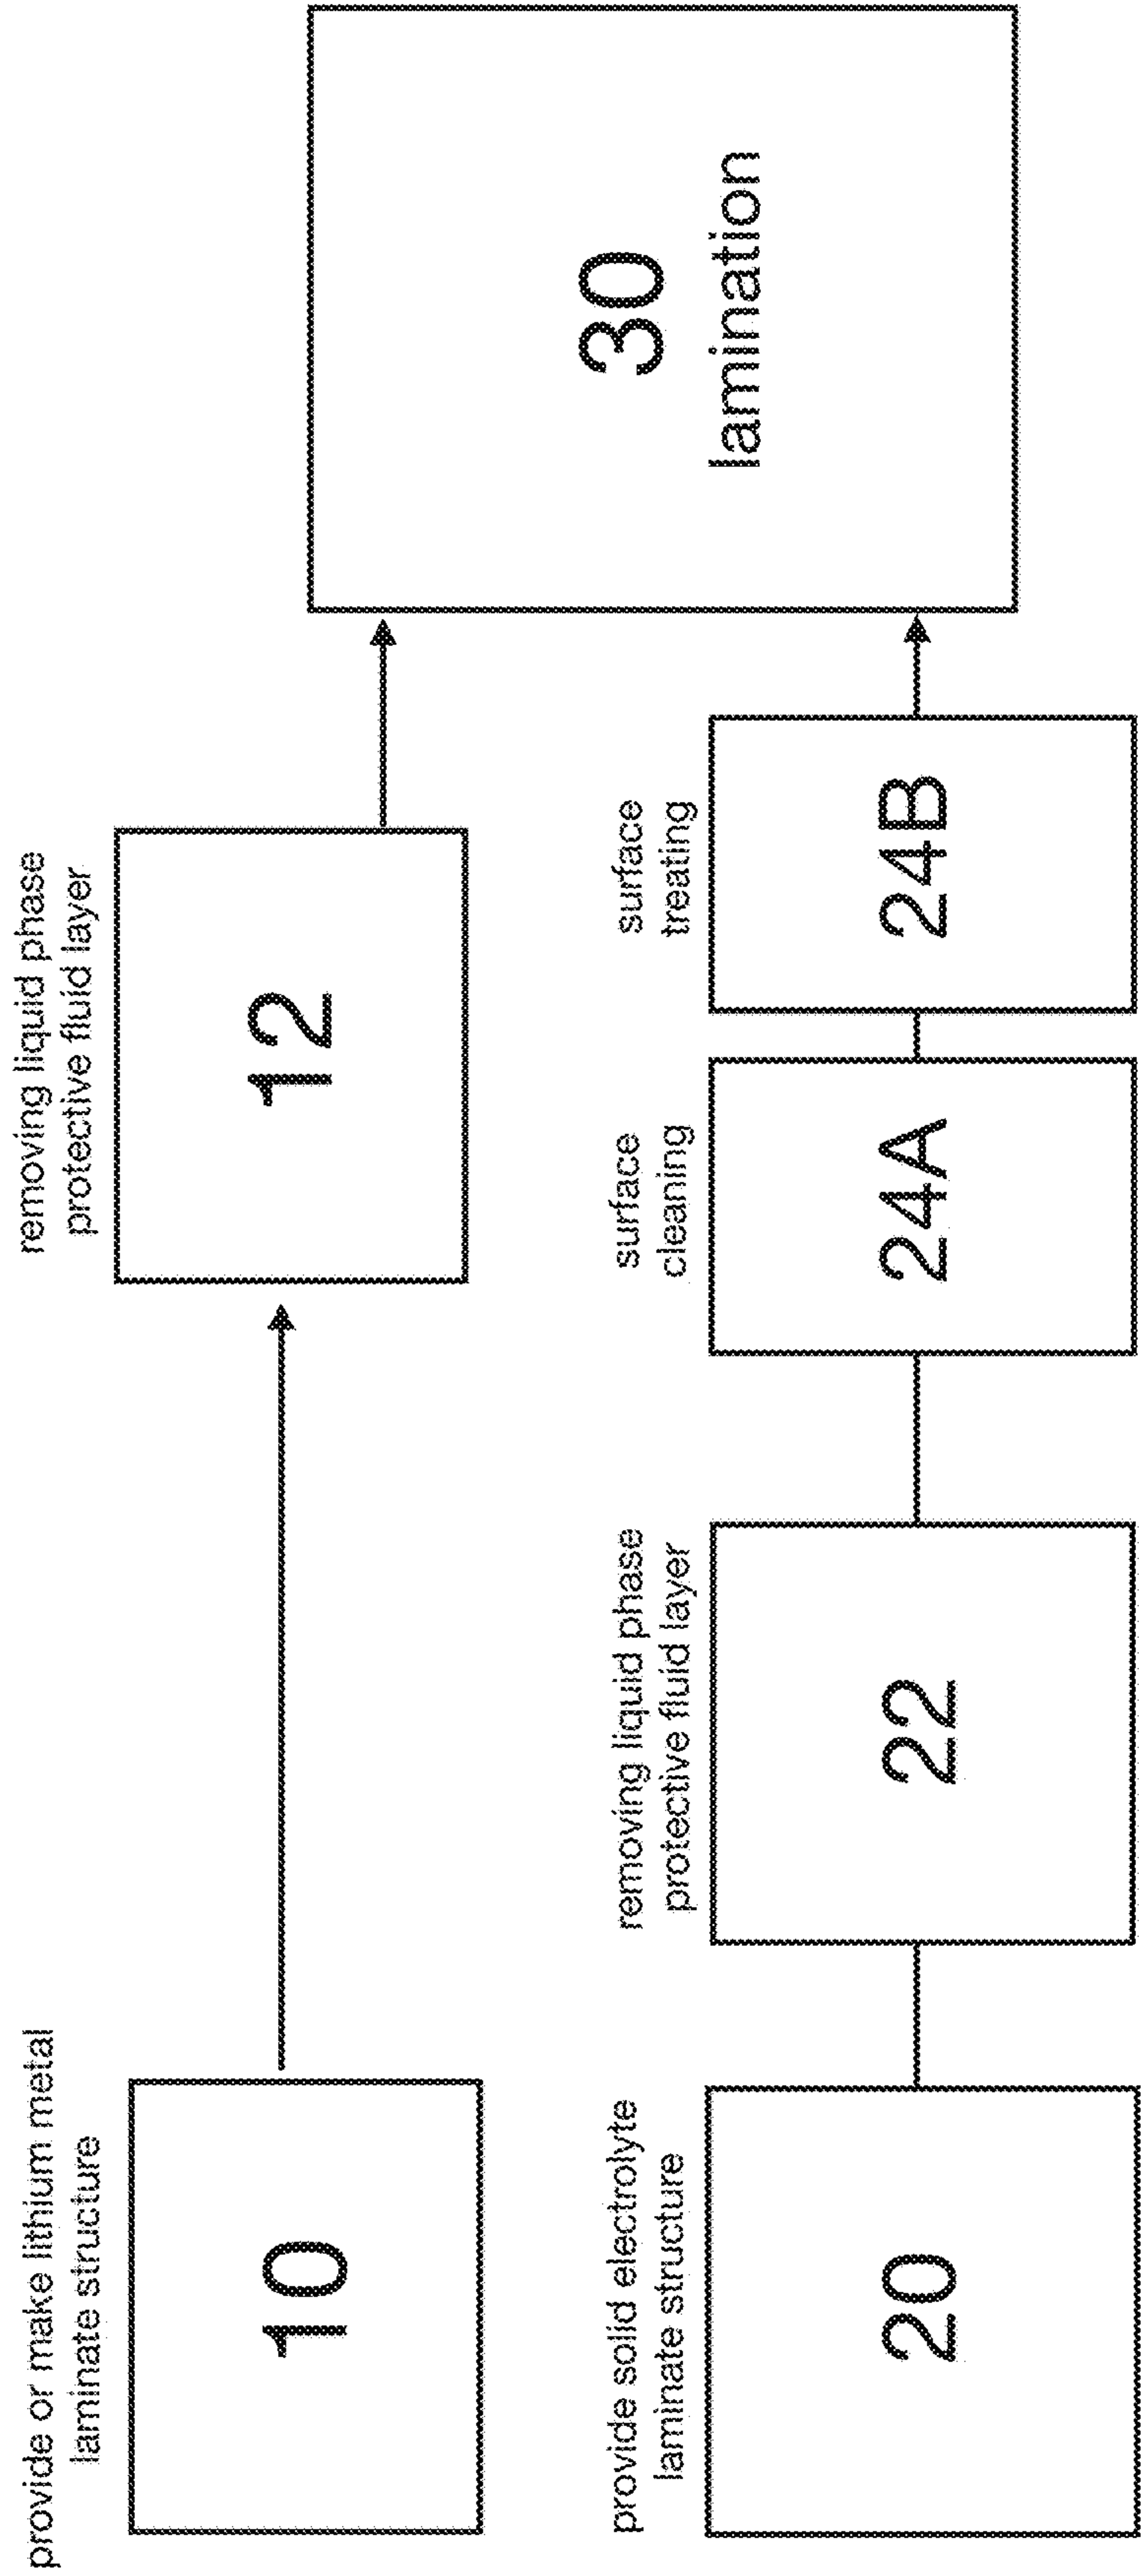 provide or make lithium metal
laminate structure
10
removing liquid phase
protective fluid layer
12
provide solid electrolyte
laminate structure
20
removing liquid phase
protective fluid layer
22
surface
cleaning
24A
surface
treating
24B
30
lamination